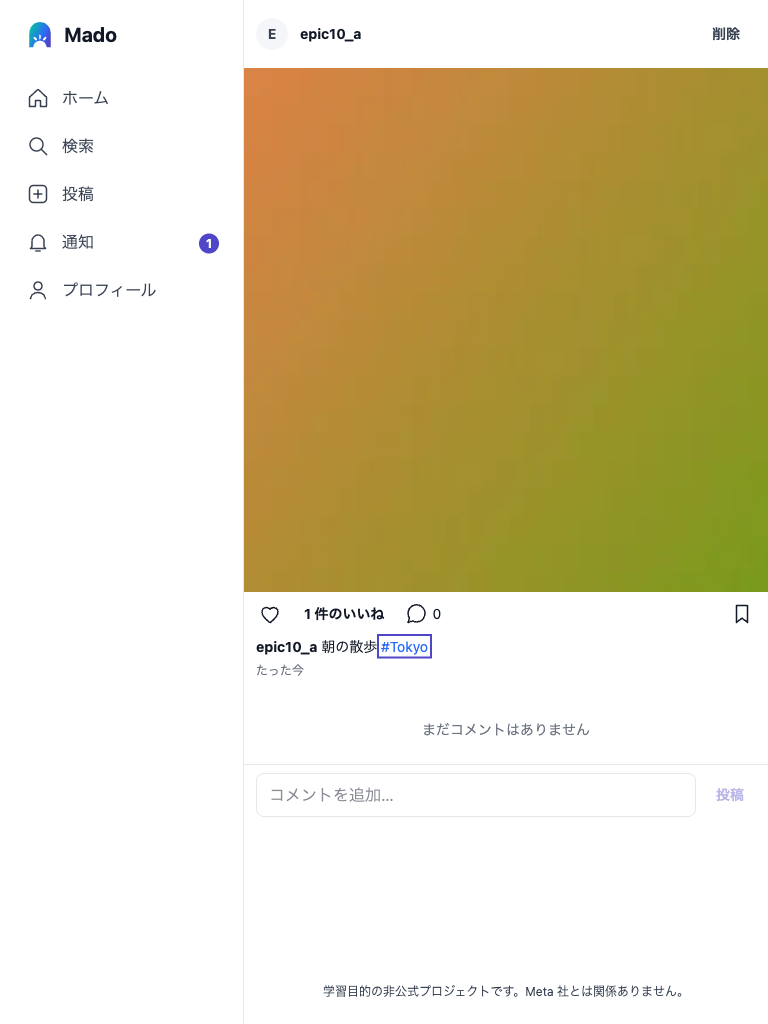 Mado
ホーム
検索
投稿
通知 1
プロフィール
E epic10_a 削除
1 件のいいね 0
epic10_a 朝の散歩 #Tokyo
たった今
まだコメントはありません
コメントを追加... 投稿
学習目的の非公式プロジェクトです。Meta 社とは関係ありません。